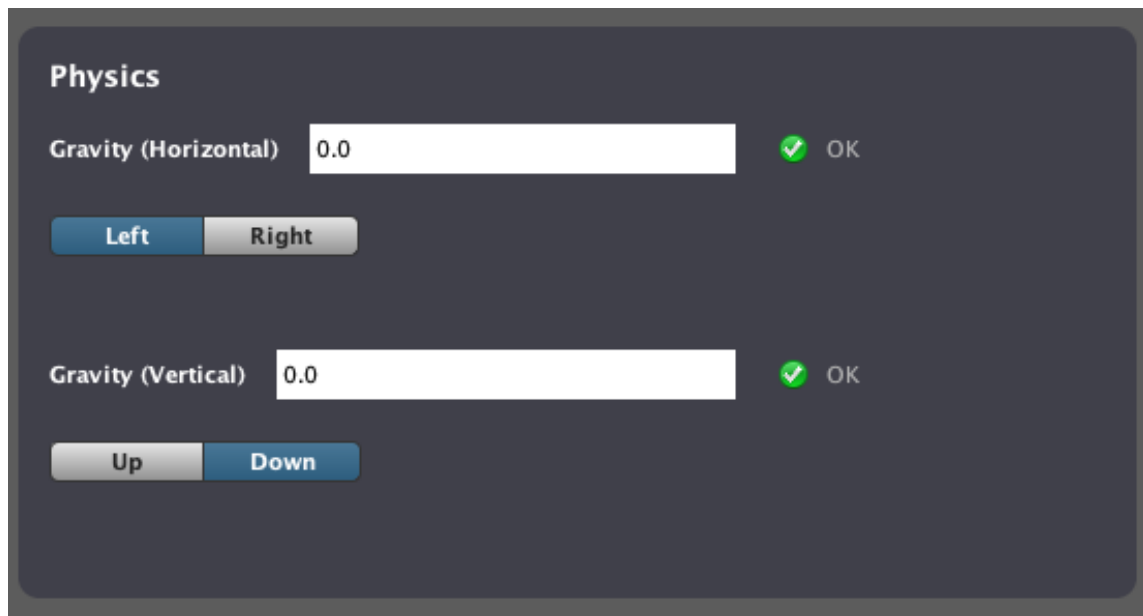 Physics
Gravity (Horizontal) 0.0 OK
Left Right
Gravity (Vertical) 0.0 OK
Up Down